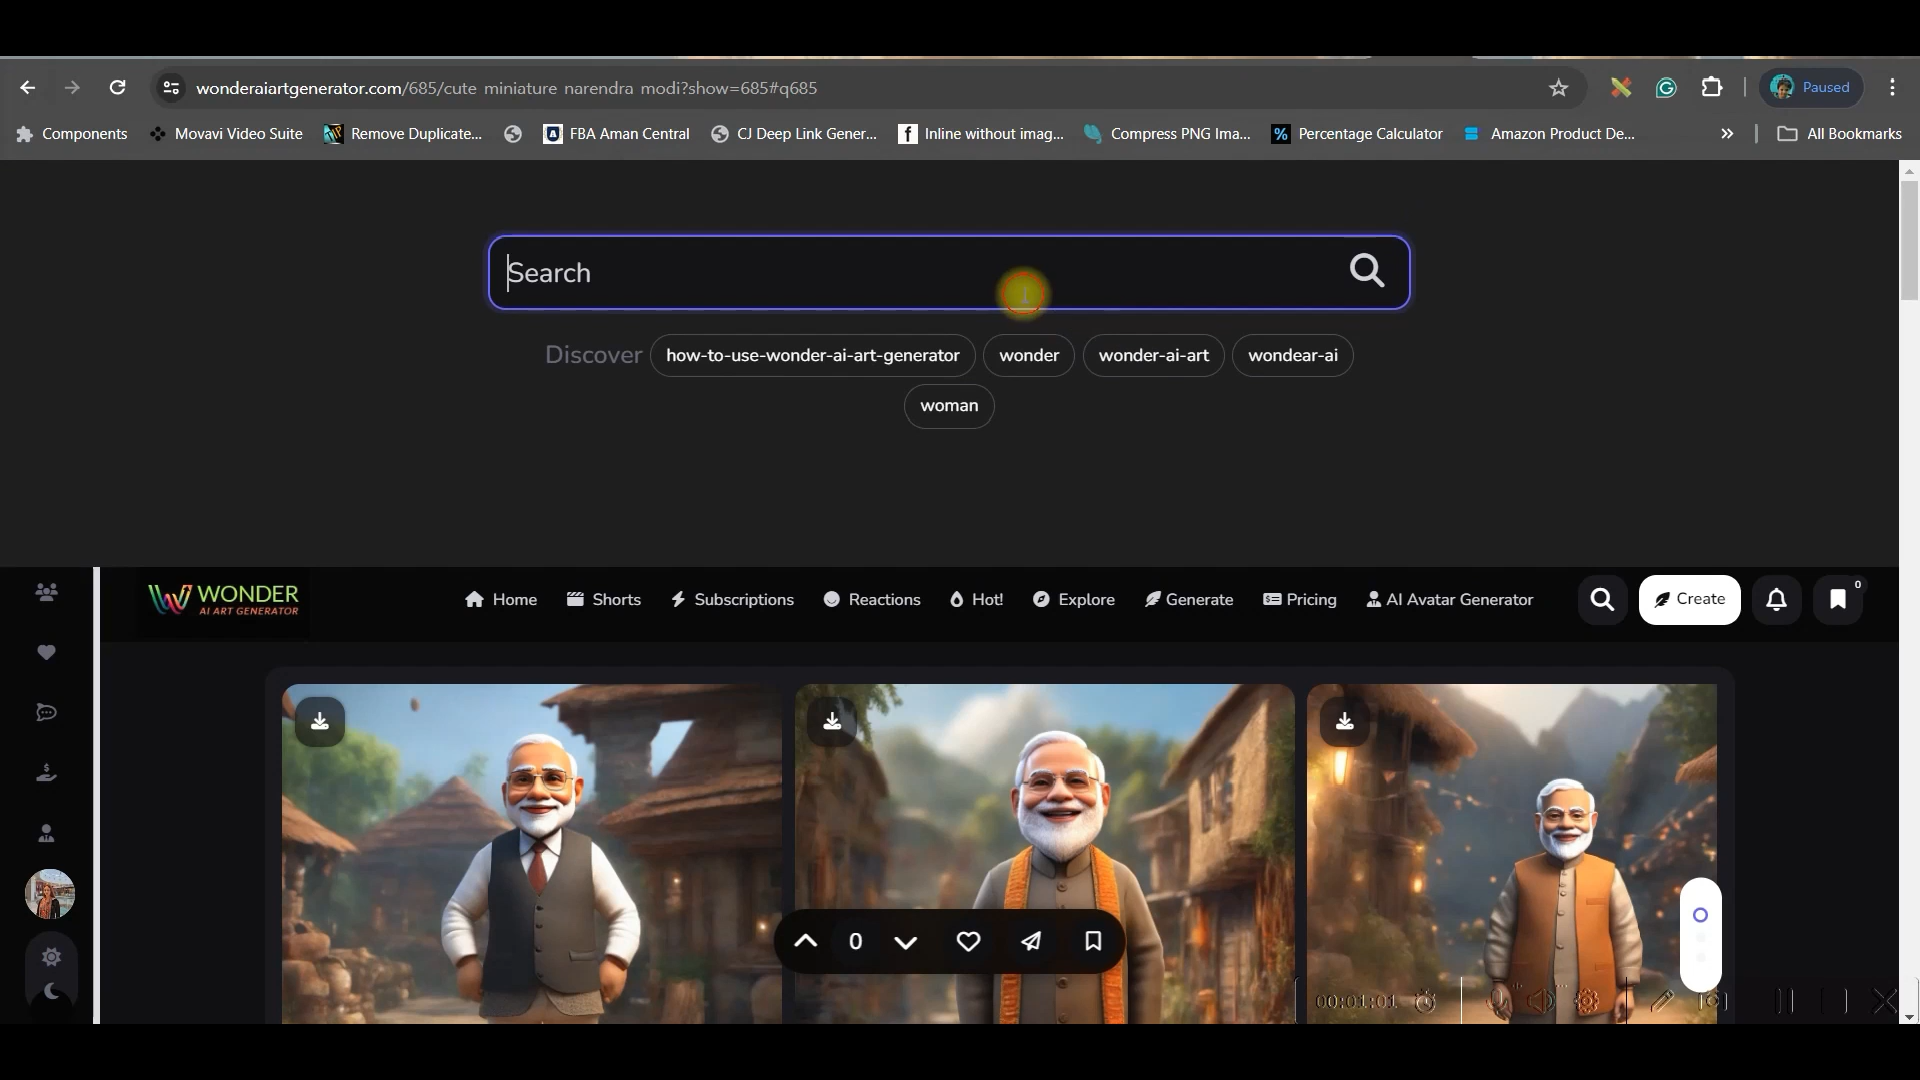 wonderaiartgenerator.com/685/cute miniature narendra modi?show=685#q685
Paused
Components
Movavi Video Suite
Remove Duplicate...
FBA Aman Central
CJ Deep Link Gener...
Inline without imag...
Compress PNG Ima...
Percentage Calculator
Amazon Product De...
All Bookmarks
Search
Discover
how-to-use-wonder-ai-art-generator
wonder
wonder-ai-art
wondear-ai
woman
WONDER
AI ART GENERATOR
Home
Shorts
Subscriptions
Reactions
Hot!
Explore
Generate
Pricing
AI Avatar Generator
Create
0
0
00:01:01